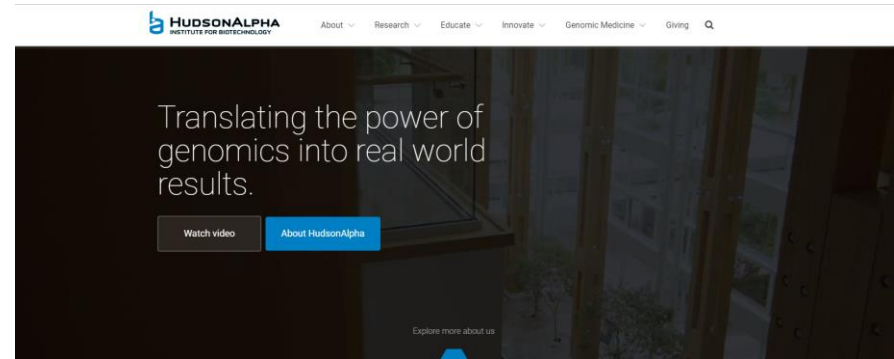 HUDSONALPHA
INSTITUTE FOR BIOTECHNOLOGY
About Research Educate Innovate Genomic Medicine Giving
Translating the power of
genomics into real world
results.
Watch video About HudsonAlpha
Explore more about us